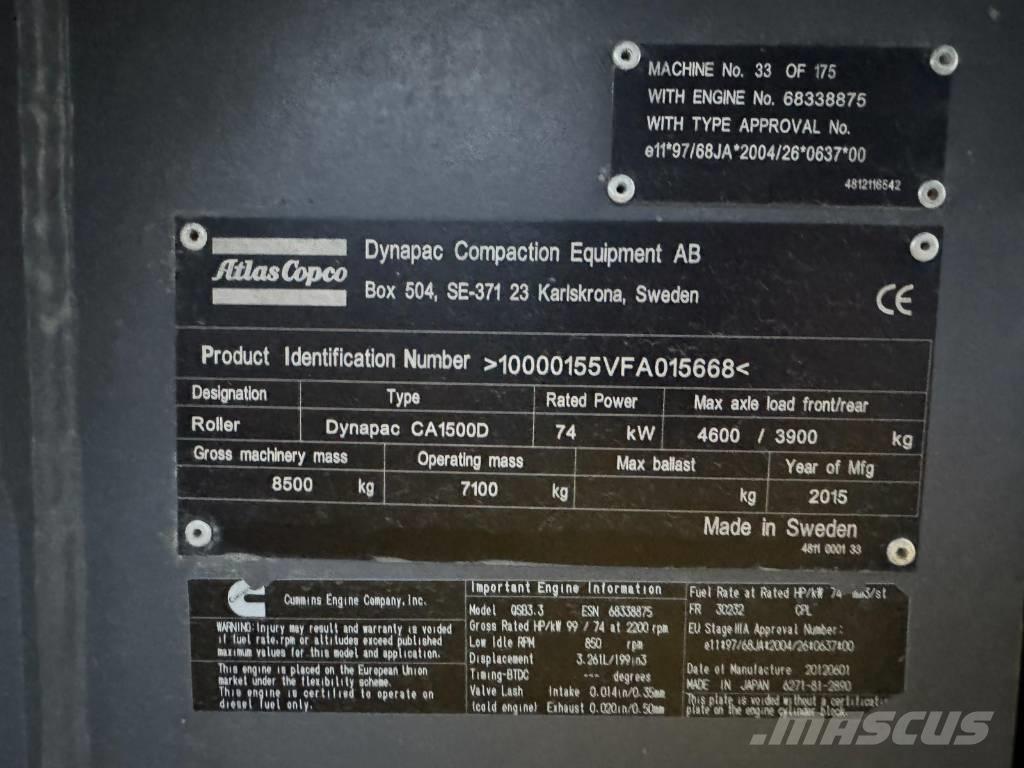 MACHINE No. 33 OF 175
WITH ENGINE No. 68338875
WITH TYPE APPROVAL No.
e11*97/68JA*2004/26*0637*00
4812116542
Atlas Copco
Dynapac Compaction Equipment AB
Box 504, SE-371 23 Karlskrona, Sweden
CE
Product Identification Number >10000155VFA015668<
Designation Type Rated Power Max axle load front/rear
Roller Dynapac CA1500D 74 kW 4600 / 3900 kg
Gross machinery mass Operating mass Max ballast Year of Mfg
8500 kg 7100 kg kg 2015
Made in Sweden
4811 0001 33
Cummins Engine Company, Inc.
WARNING: Injury may result and warranty is voided
if fuel rate, rpm or altitudes exceed published
maximum values for this model and application.
This engine is placed on the European Union
market under the flexibility scheme.
This engine is certified to operate on
diesel fuel only.
Important Engine Information
Model QSB3.3 ESN 68338875
Gross Rated HP/kW 99 / 74 at 2200 rpm
Low Idle RPM 850 rpm
Displacement 3.261L/199in3
Timing-BTDC --- degrees
Valve Lash Intake 0.014in/0.35mm
(cold engine) Exhaust 0.020in/0.50mm
Fuel Rate at Rated HP/kW 74 mm3/st
FR 30232 CPL
EU Stage IIIA Approval Number:
e11*97/68JA*2004/26*0637*00
Date of Manufacture 20120601
MADE IN JAPAN 6271-81-2890
This plate is voided without a certificati
plate on the engine cylinder block.
MASCUS